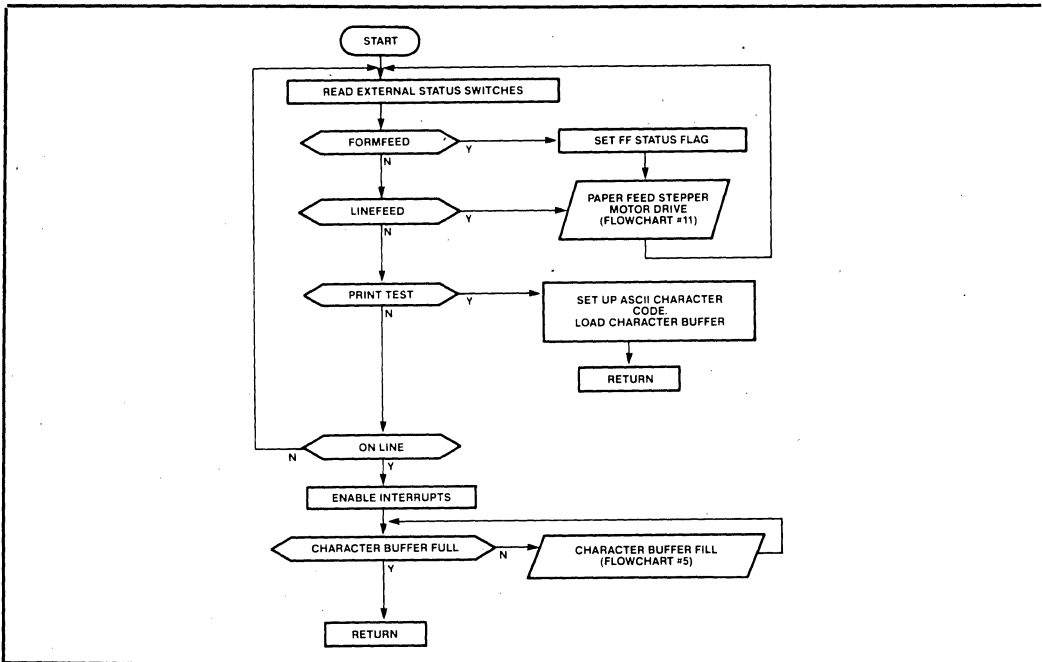 START
READ EXTERNAL STATUS SWITCHES
FORMFEED
Y
SET FF STATUS FLAG
N
LINEFEED
Y
PAPER FEED STEPPER
MOTOR DRIVE
(FLOWCHART #11)
N
PRINT TEST
Y
SET UP ASCII CHARACTER
CODE.
LOAD CHARACTER BUFFER
N
RETURN
ON LINE
N
Y
ENABLE INTERRUPTS
CHARACTER BUFFER FULL
N
CHARACTER BUFFER FILL
(FLOWCHART #5)
Y
RETURN